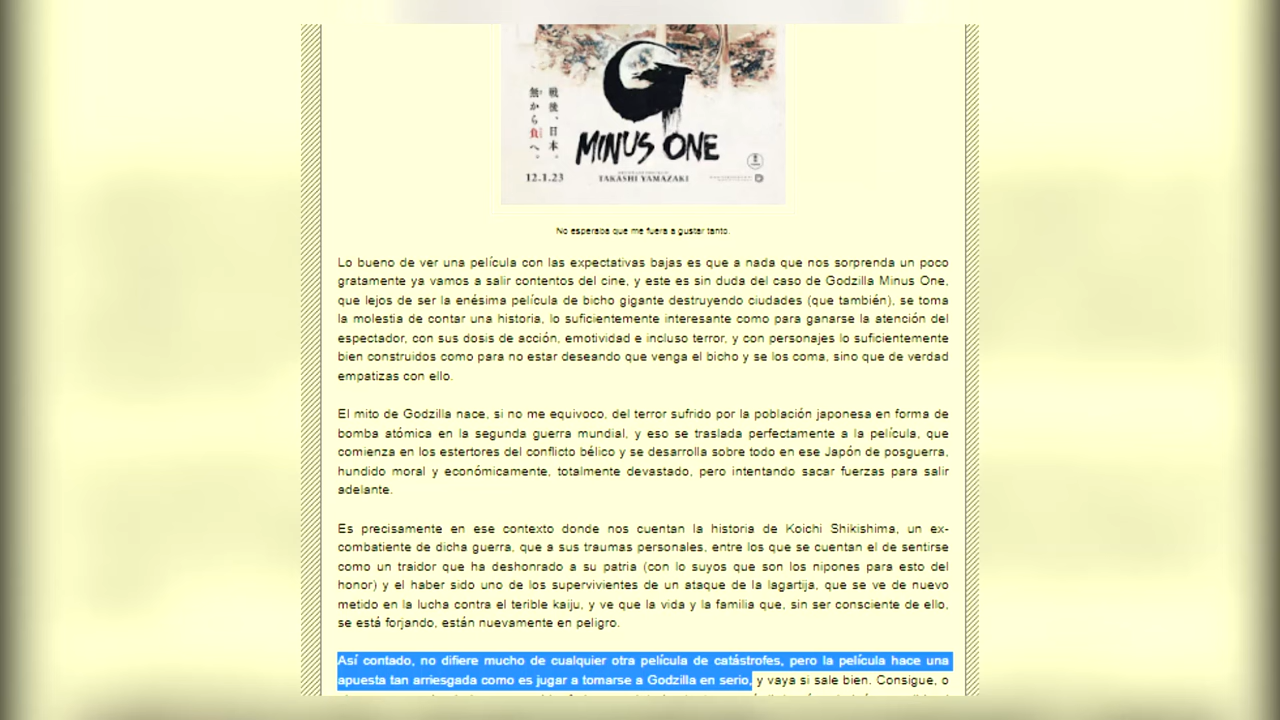 戦後、日本。
無から負へ。
MINUS ONE
12.1.23
TAKASHI YAMAZAKI
No esperaba que me fuera a gustar tanto.
Lo bueno de ver una película con las expectativas bajas es que a nada que nos sorprenda un poco
gratamente ya vamos a salir contentos del cine, y este es sin duda del caso de Godzilla Minus One,
que lejos de ser la enésima película de bicho gigante destruyendo ciudades (que también), se toma
la molestia de contar una historia, lo suficientemente interesante como para ganarse la atención del
espectador, con sus dosis de acción, emotividad e incluso terror, y con personajes lo suficientemente
bien construidos como para no estar deseando que venga el bicho y se los coma, sino que de verdad
empatizas con ello.
El mito de Godzilla nace, si no me equivoco, del terror sufrido por la población japonesa en forma de
bomba atómica en la segunda guerra mundial, y eso se traslada perfectamente a la película, que
comienza en los estertores del conflicto bélico y se desarrolla sobre todo en ese Japón de posguerra,
hundido moral y económicamente, totalmente devastado, pero intentando sacar fuerzas para salir
adelante.
Es precisamente en ese contexto donde nos cuentan la historia de Koichi Shikishima, un ex-
combatiente de dicha guerra, que a sus traumas personales, entre los que se cuentan el de sentirse
como un traidor que ha deshonrado a su patria (con lo suyos que son los nipones para esto del
honor) y el haber sido uno de los supervivientes de un ataque de la lagartija, que se ve de nuevo
metido en la lucha contra el terible kaiju, y ve que la vida y la familia que, sin ser consciente de ello,
se está forjando, están nuevamente en peligro.
Así contado, no difiere mucho de cualquier otra película de catástrofes, pero la película hace una
apuesta tan arriesgada como es jugar a tomarse a Godzilla en serio, y vaya si sale bien. Consigue, o